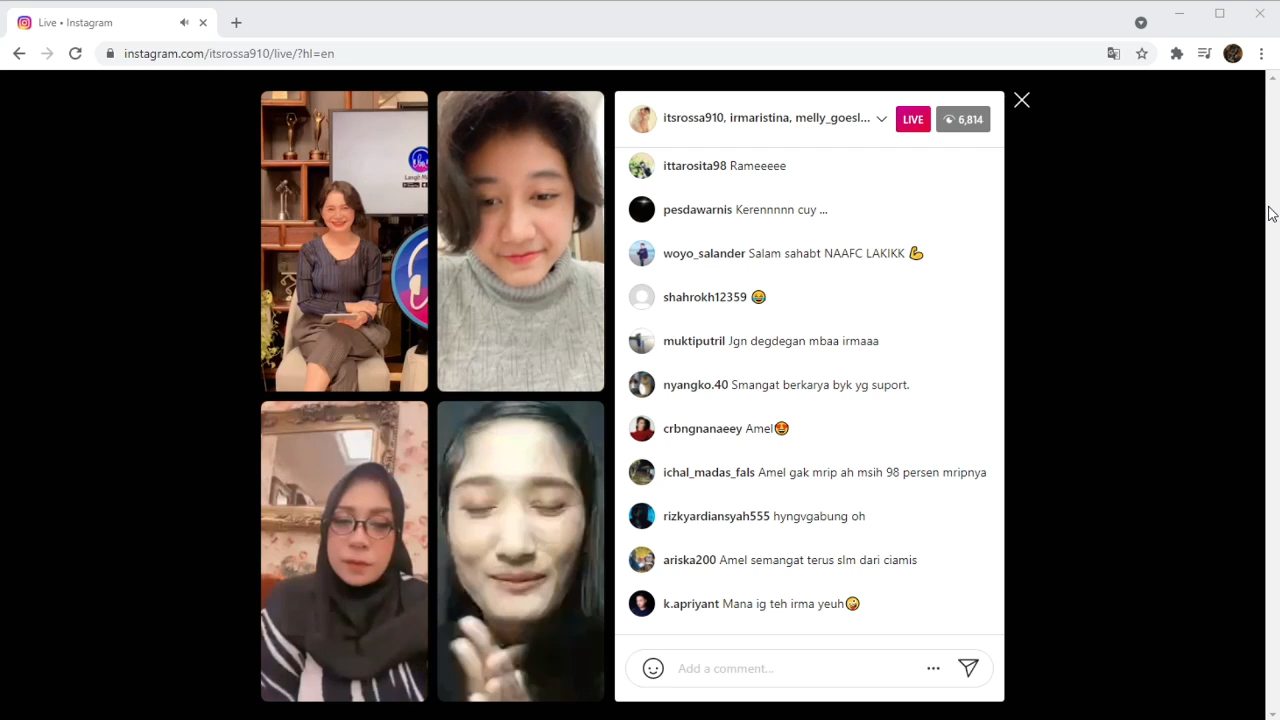 Live • Instagram
instagram.com/itsrossa910/live/?hl=en
itsrossa910, irmaristina, melly_goesl...
LIVE
6,814
ittarosita98 Rameeeee
pesdawarnis Kerennnnn cuy ...
woyo_salander Salam sahabt NAAFC LAKIKK 💪
shahrokh12359 😂
muktiputril Jgn degdegan mbaa irmaaa
nyangko.40 Smangat berkarya byk yg suport.
crbngnanaeey Amel🤩
ichal_madas_fals Amel gak mrip ah msih 98 persen mripnya
rizkyardiansyah555 hyngvgabung oh
ariska200 Amel semangat terus slm dari ciamis
k.apriyant Mana ig teh irma yeuh🤪
Add a comment...